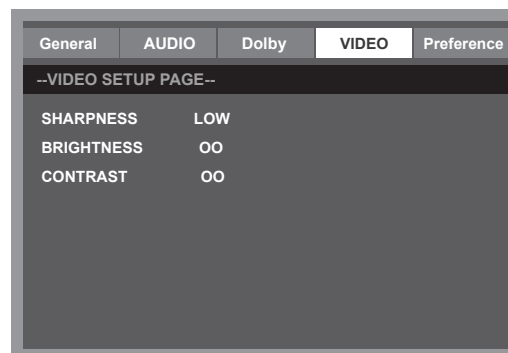 General AUDIO Dolby VIDEO Preference
--VIDEO SETUP PAGE--
SHARPNESS LOW
BRIGHTNESS OO
CONTRAST OO